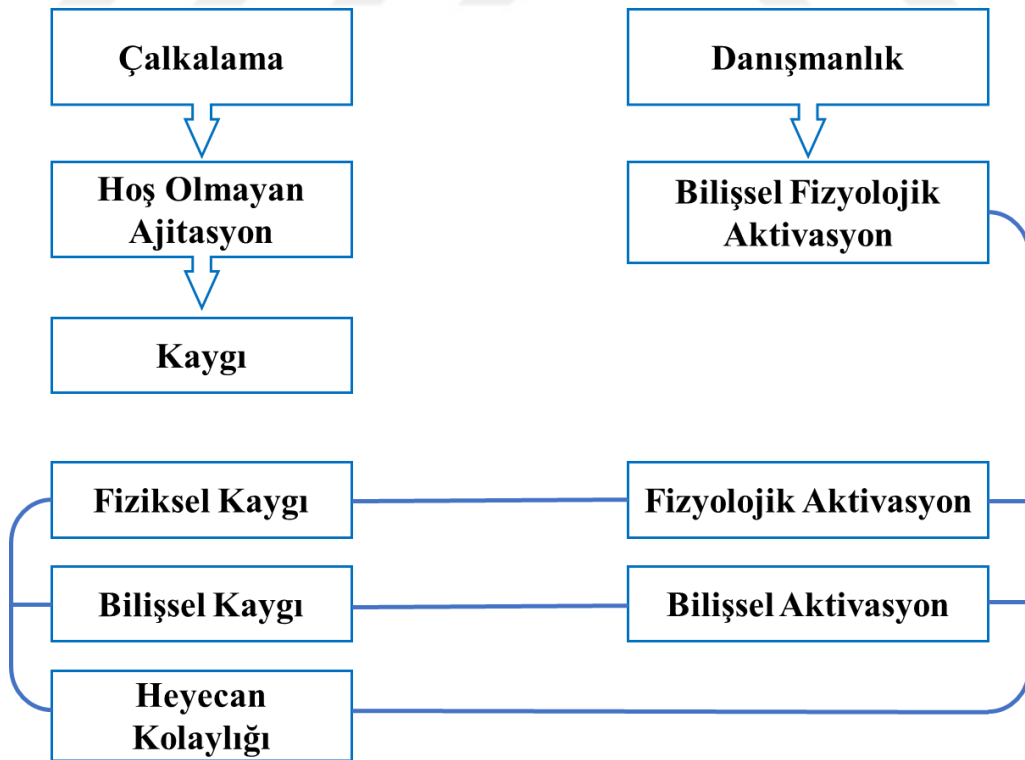 Çalkalama
Danışmanlık
Hoş Olmayan
Ajitasyon
Bilişsel Fizyolojik
Aktivasyon
Kaygı
Fiziksel Kaygı
Fizyolojik Aktivasyon
Bilişsel Kaygı
Bilişsel Aktivasyon
Heyecan
Kolaylığı